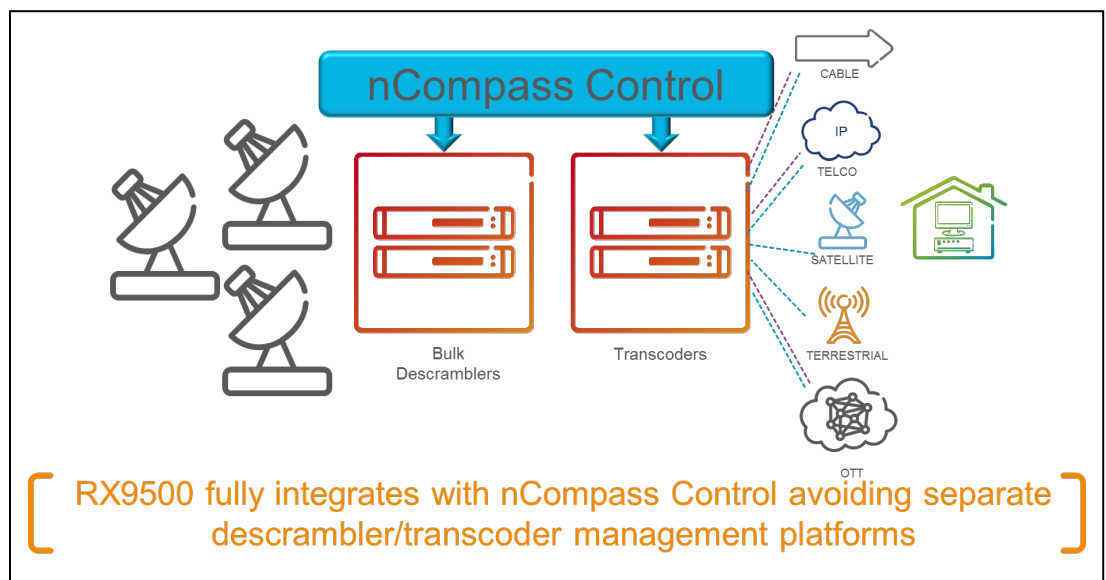 nCompass Control
CABLE
IP
TELCO
SATELLITE
TERRESTRIAL
OTT
Bulk
Descramblers
Transcoders
RX9500 fully integrates with nCompass Control avoiding separate
descrambler/transcoder management platforms